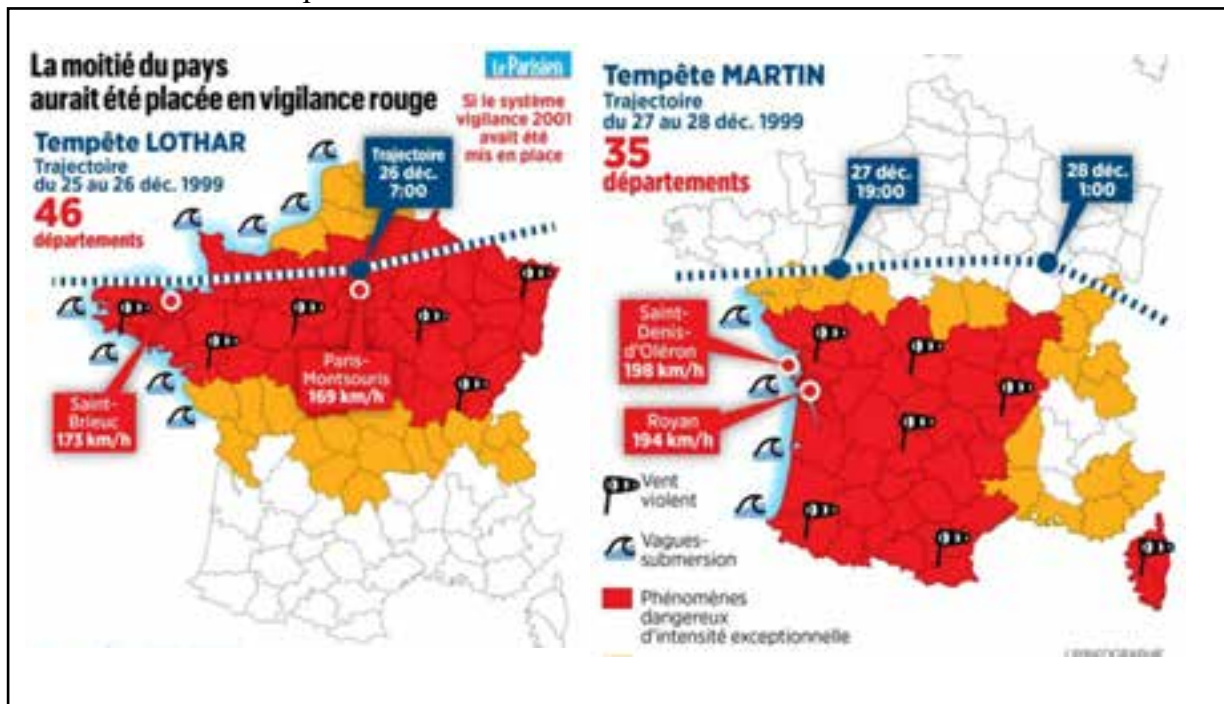 La moitié du pays
aurait été placée en vigilance rouge
Le Parisien
Si le système
vigilance 2001
avait été
mis en place
Tempête LOTHAR
Trajectoire
du 25 au 26 déc. 1999
46
départements
Trajectoire
26 déc.
7:00
Saint-
Brieuc
173 km/h
Paris-
Montsouris
169 km/h
Tempête MARTIN
Trajectoire
du 27 au 28 déc. 1999
35
départements
27 déc.
19:00
28 déc.
1:00
Saint-
Denis-
d'Oléron
198 km/h
Royan
194 km/h
Vent
violent
Vagues-
submersion
Phénomènes
dangereux
d'intensité exceptionnelle